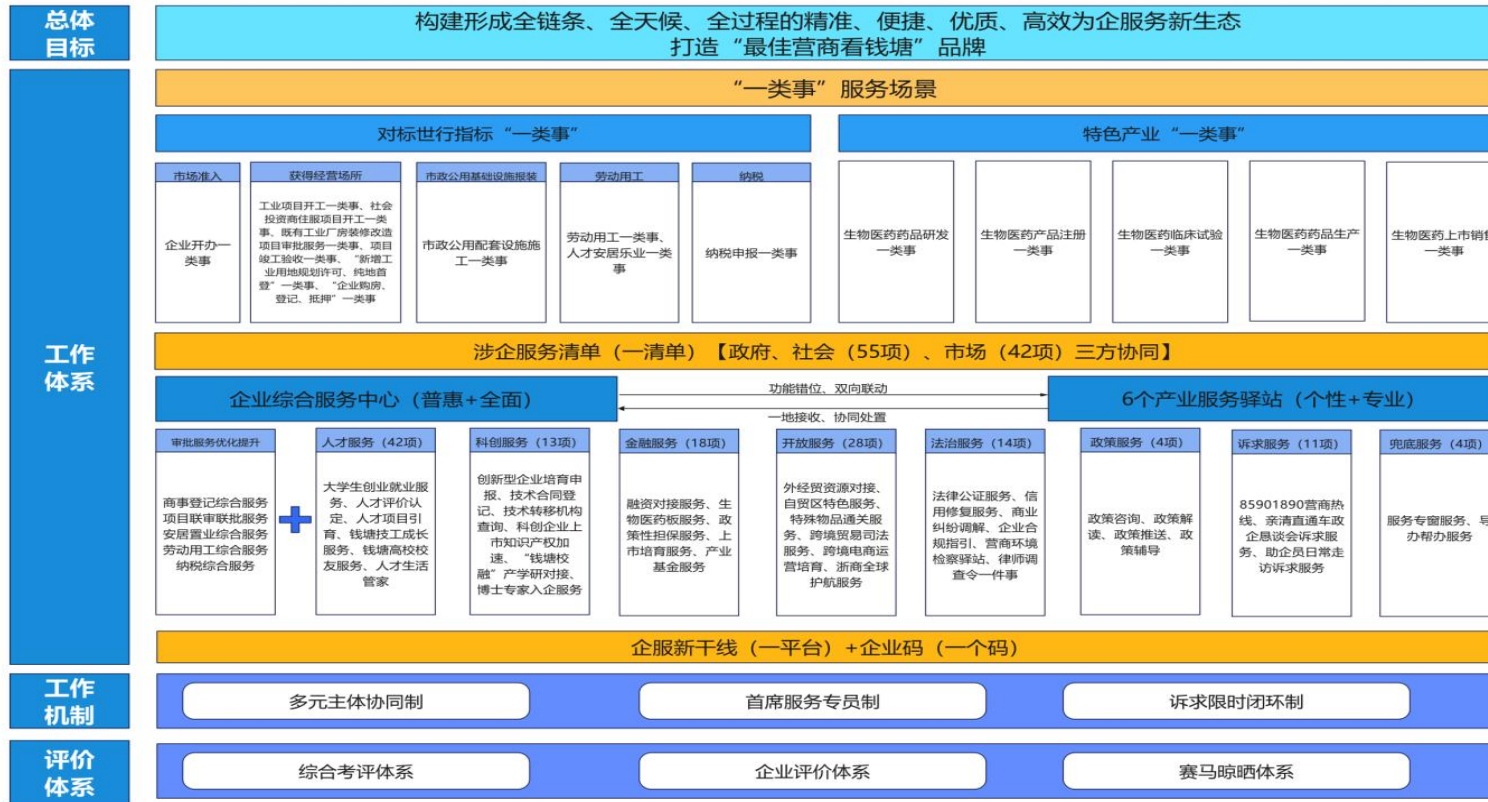 总体
目标
构建形成全链条、全天候、全过程的精准、便捷、优质、高效为企服务新生态
打造“最佳营商看钱塘”品牌
工作
体系
“一类事”服务场景
对标世行指标“一类事”
特色产业“一类事”
市场准入
企业开办一
类事
获得经营场所
工业项目开工一类事、社会
投资商住服项目开工一类
事、既有工业厂房装修改造
项目审批服务一类事、项目
竣工验收一类事、“新增工
业用地规划许可、纯地首
登”一类事、“企业购房、
登记、抵押”一类事
市政公用基础设施报装
市政公用配套设施施
工一类事
劳动用工
劳动用工一类事、
人才安居乐业一类
事
纳税
纳税申报一类事
生物医药药品研发
一类事
生物医药产品注册
一类事
生物医药临床试验
一类事
生物医药药品生产
一类事
生物医药上市销售
一类事
涉企服务清单（一清单）【政府、社会（55项）、市场（42项）三方协同】
企业综合服务中心（普惠+全面）
功能错位、双向联动
一地接收、协同处置
6个产业服务驿站（个性+专业）
审批服务优化提升
商事登记综合服务
项目联审联批服务
安居置业综合服务
劳动用工综合服务
纳税综合服务
人才服务（42项）
大学生创业就业服
务、人才评价认
定、人才项目引
育、钱塘技工成长
服务、钱塘高校校
友服务、人才生活
管家
科创服务（13项）
创新型企业培育申
报、技术合同登
记、技术转移机构
查询、科创企业上
市知识产权加
速、“钱塘校
融”产学研对接、
博士专家入企服务
金融服务（18项）
融资对接服务、生
物医药板服务、政
策性担保服务、上
市培育服务、产业
基金服务
开放服务（28项）
外经贸资源对接、
自贸区特色服务、
特殊物品通关服
务、跨境贸易司法
服务、跨境电商运
营培育、浙商全球
护航服务
法治服务（14项）
法律公证服务、信
用修复服务、商业
纠纷调解、企业合
规指引、营商环境
检察驿站、律师调
查令一件事
政策服务（4项）
政策咨询、政策解
读、政策推送、政
策辅导
诉求服务（11项）
85901890营商热
线、亲清直通车政
企恳谈会诉求服
务、助企员日常走
访诉求服务
兜底服务（4项）
服务专窗服务、导
办帮办服务
企服新干线（一平台）+企业码（一个码）
工作
机制
多元主体协同制
首席服务专员制
诉求限时闭环制
评价
体系
综合考评体系
企业评价体系
赛马晾晒体系